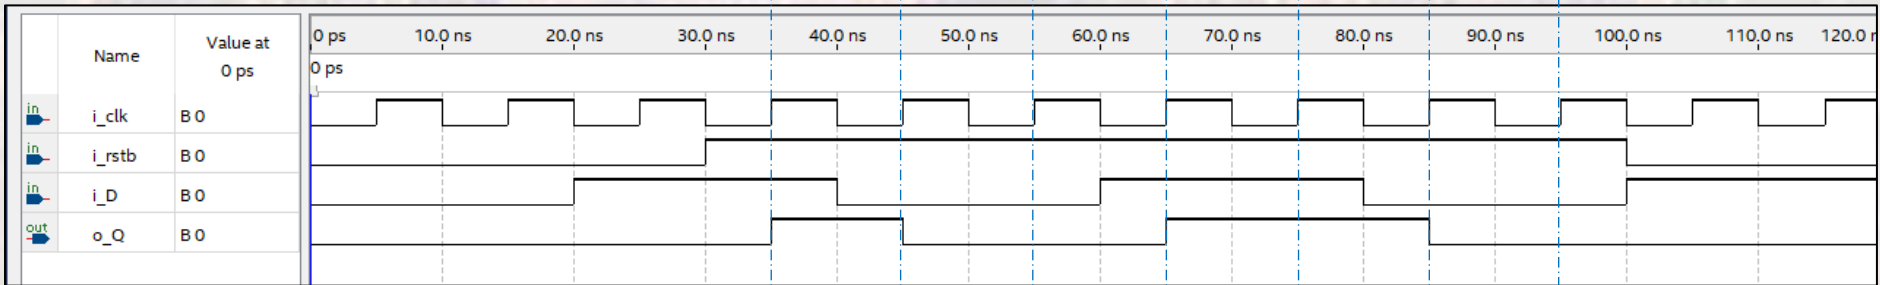 Name
Value at
0 ps
0 ps 10.0 ns 20.0 ns 30.0 ns 40.0 ns 50.0 ns 60.0 ns 70.0 ns 80.0 ns 90.0 ns 100.0 ns 110.0 ns 120.0 n
0 ps
in i_clk B 0
in i_rstb B 0
in i_D B 0
out o_Q B 0